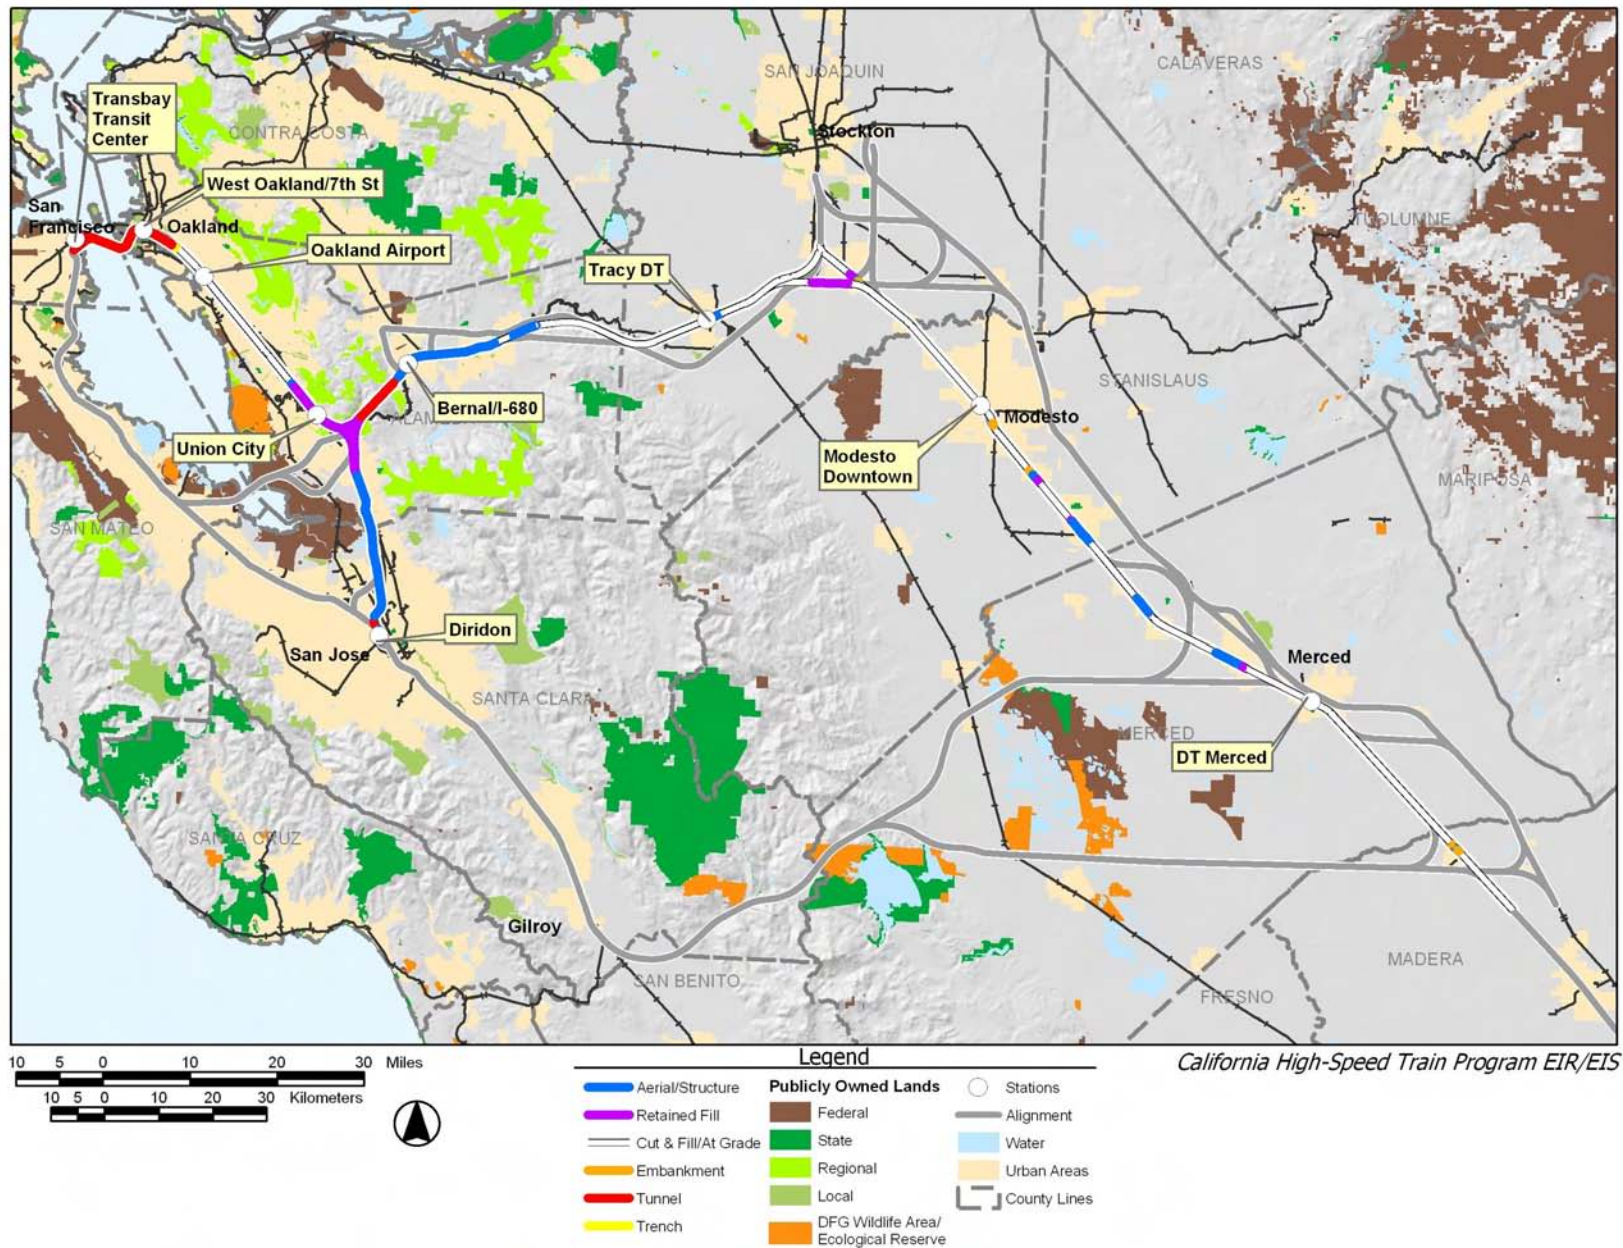 SAN JOAQUIN
CALAVERAS
Transbay
Transit
Center
CONTRA COSTA
Stockton
West Oakland/7th St
San
Francisco
Oakland
TUOLUMNE
Oakland Airport
Tracy DT
STANISLAUS
Bernal/I-680
ALAMEDA
Modesto
Union City
Modesto
Downtown
MARIPOSA
SAN MATEO
Diridon
San Jose
Merced
SANTA CLARA
MERCED
DT Merced
SANTA CRUZ
Gilroy
MADERA
SAN BENITO
FRESNO
10 5 0 10 20 30 Miles
10 5 0 10 20 30 Kilometers
Legend
California High-Speed Train Program EIR/EIS
Aerial/Structure
Retained Fill
Cut & Fill/At Grade
Embankment
Tunnel
Trench
Publicly Owned Lands
Federal
State
Regional
Local
DFG Wildlife Area/
Ecological Reserve
Stations
Alignment
Water
Urban Areas
County Lines